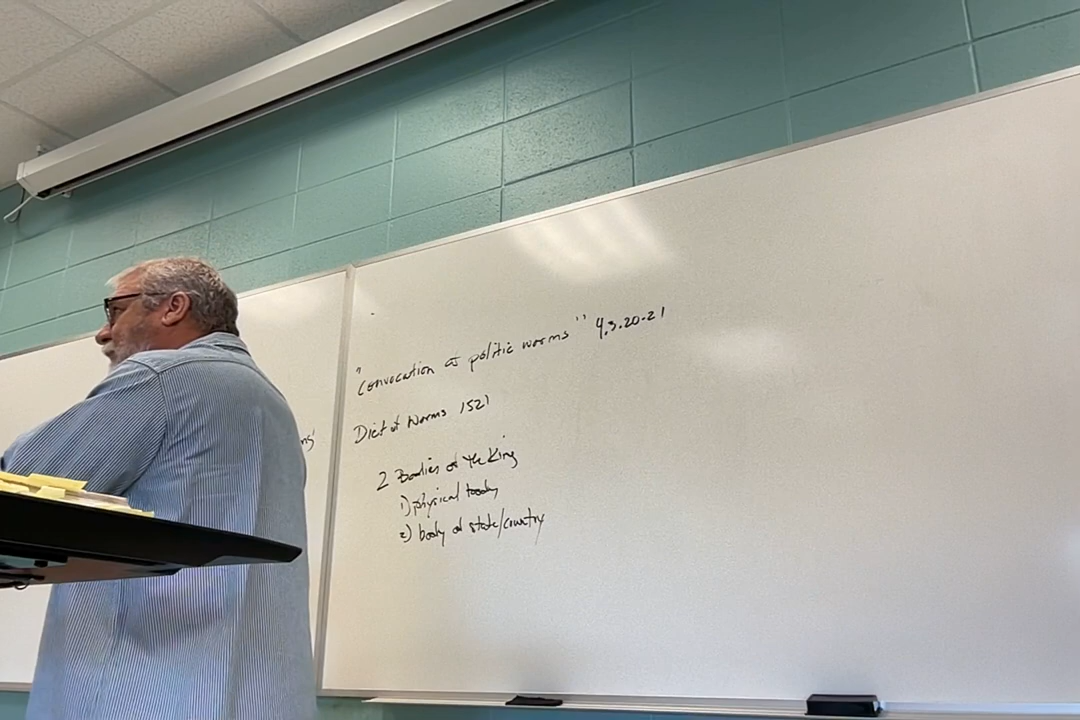 ng'
"convocation of politic worms" 4.3.20-21
Diet of Worms 1521
2 Bodies of the King
1) physical body
2) body of state/country